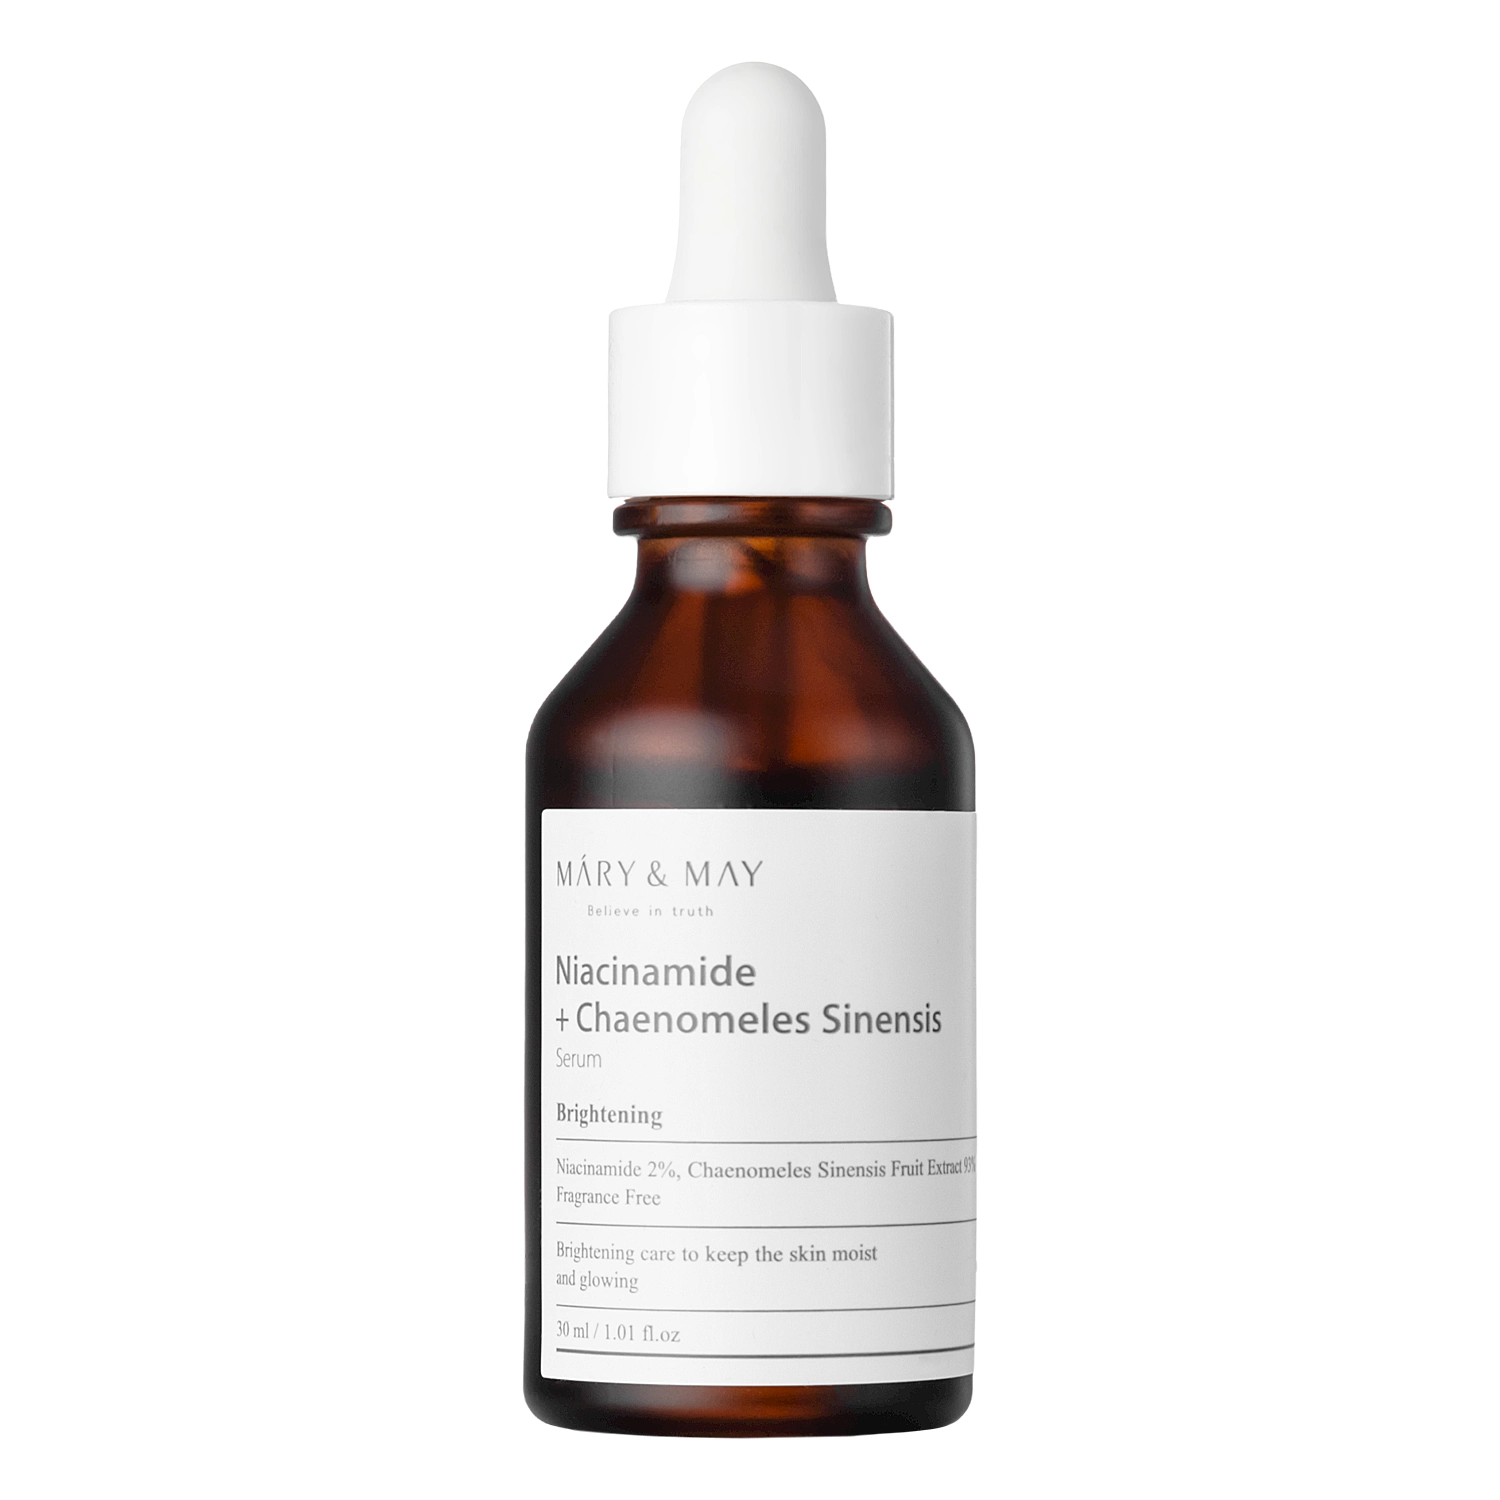 MÁRY & MAY
Believe in truth
Niacinamide
+ Chaenomeles Sinensis
Serum
Brightening
Niacinamide 2%, Chaenomeles Sinensis Fruit Extract 93%
Fragrance Free
Brightening care to keep the skin moist
and glowing
30 ml / 1.01 fl.oz